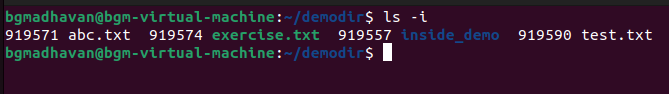 bgmadhavan@bgm-virtual-machine:~/demodir$ ls -i
919571 abc.txt  919574 exercise.txt  919557 inside_demo  919590 test.txt
bgmadhavan@bgm-virtual-machine:~/demodir$